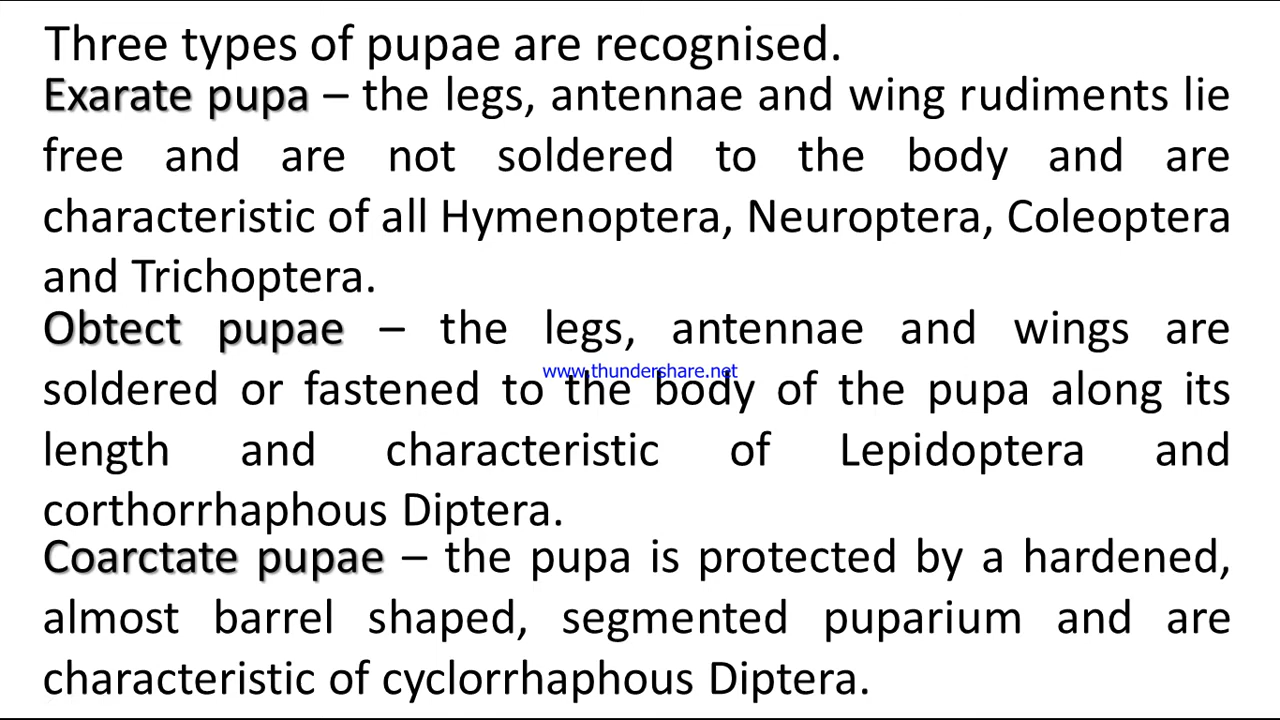 Three types of pupae are recognised.
Exarate pupa – the legs, antennae and wing rudiments lie
free and are not soldered to the body and are
characteristic of all Hymenoptera, Neuroptera, Coleoptera
and Trichoptera.
Obtect pupae – the legs, antennae and wings are
www.thundershare.net
soldered or fastened to the body of the pupa along its
length and characteristic of Lepidoptera and
corthorrhaphous Diptera.
Coarctate pupae – the pupa is protected by a hardened,
almost barrel shaped, segmented puparium and are
characteristic of cyclorrhaphous Diptera.